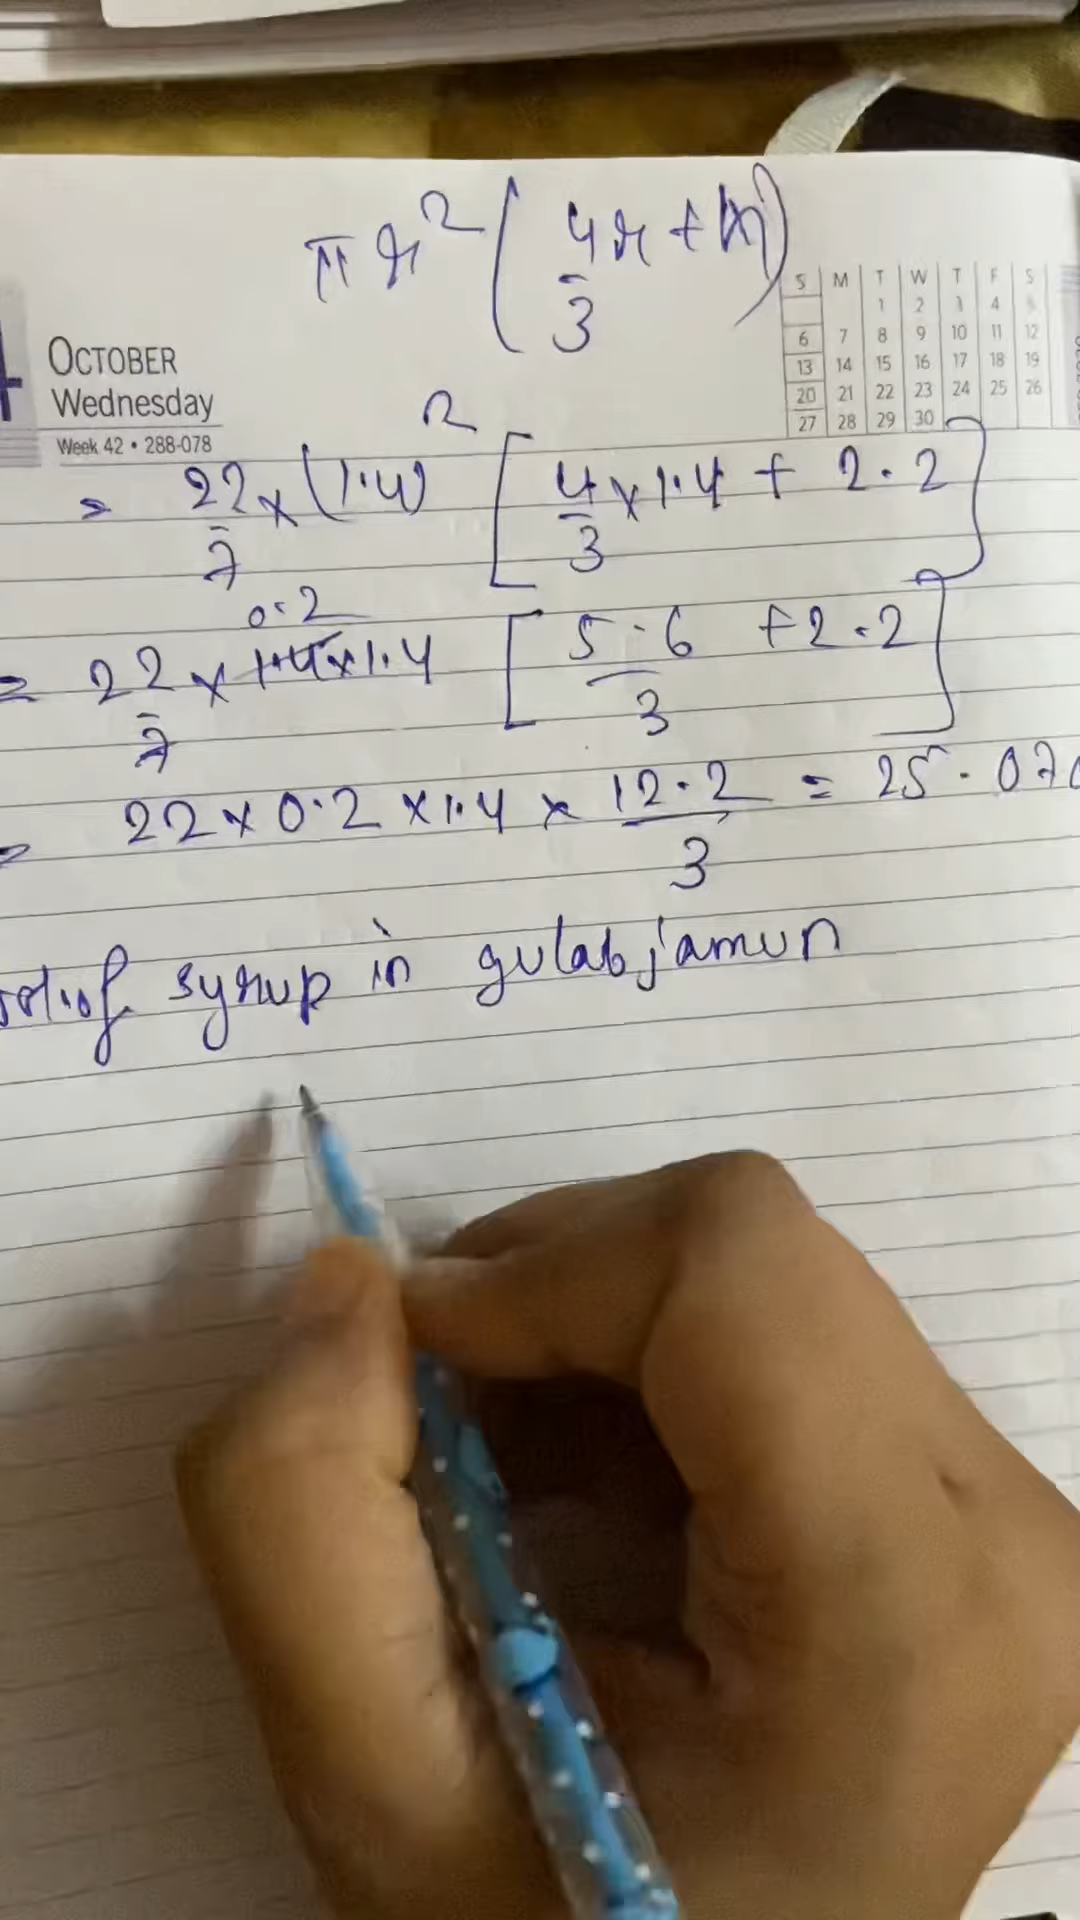 πr²(4/3 r + h)
OCTOBER
Wednesday
Week 42 • 288-078
S M T W T F S
1 2 3 4 5
6 7 8 9 10 11 12
13 14 15 16 17 18 19
20 21 22 23 24 25 26
27 28 29 30
= 22/7 × (1.4)² [4/3 × 1.4 + 2.2]
0.2
= 22/7 × 1.4 × 1.4 [5.6/3 + 2.2]
= 22 × 0.2 × 1.4 × 12.2/3 = 25.07
Vol. of syrup in gulabjamun